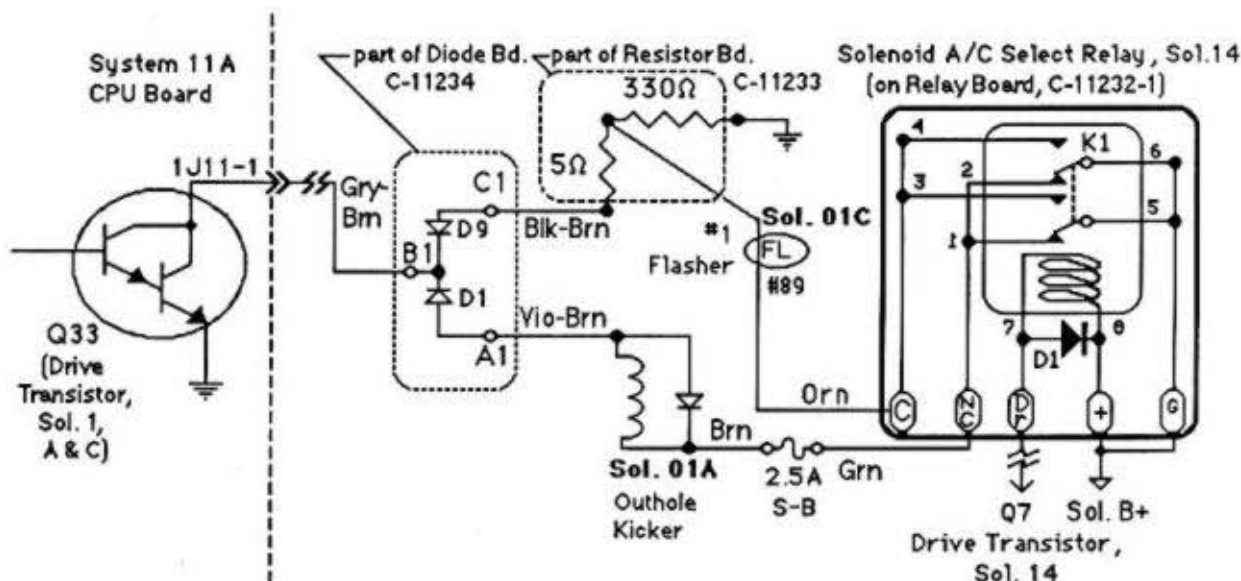 System 11A
CPU Board
part of Diode Bd.
C-11234
part of Resistor Bd.
C-11233
Solenoid A/C Select Relay, Sol.14
(on Relay Board, C-11232-1)
330Ω
5Ω
1J11-1
Gry-
Brn
C1
D9
B1
D1
A1
Blk-Brn
Vio-Brn
#1
Flasher
Sol. 01C
FL
#89
4
3
2
1
K1
6
5
7
8
D1
Orn
C
NC
Dr
+
G
Q33
(Drive
Transistor,
Sol. 1,
A & C)
Brn
Sol. 01A
Outhole
Kicker
2.5A
S-B
Grn
Q7
Drive Transistor,
Sol. 14
Sol. B+